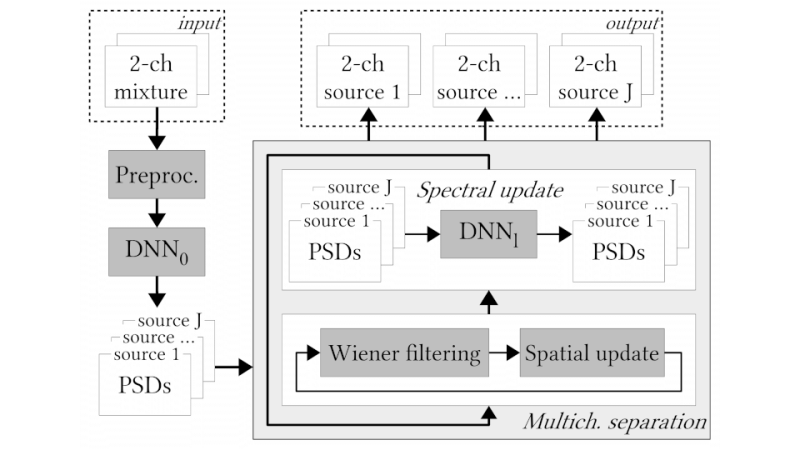 input
2-ch
mixture
Preproc.
DNN0
source J
source ...
source 1
PSDs
output
2-ch
source 1
2-ch
source ...
2-ch
source J
Spectral update
source J
source ...
source 1
PSDs
DNNl
source J
source ...
source 1
PSDs
Wiener filtering
Spatial update
Multich. separation